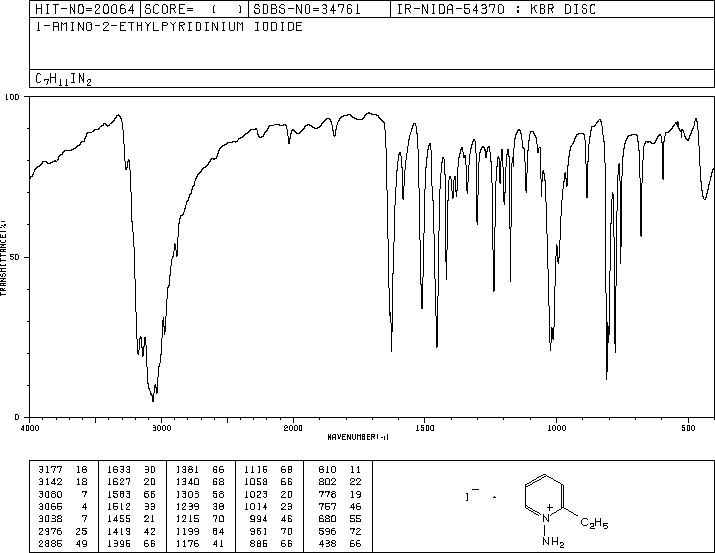 HIT-NO=20064 SCORE= ( ) SDBS-NO=34761 IR-NIDA-54370 : KBR DISC
1-AMINO-2-ETHYLPYRIDINIUM IODIDE
C7H11IN2
100
50
0
TRANSMITTANCE(%)
4000 3000 2000 1500 1000 500
WAVENUMBER(-1)
3177 18 1633 30 1381 66 1115 68 810 11
3142 18 1627 20 1340 68 1058 66 802 22
3080 7 1583 66 1303 58 1023 20 778 19
3065 4 1512 33 1239 38 1014 23 757 46
3038 7 1455 21 1215 70 994 46 680 55
2976 25 1419 42 1199 64 961 70 596 72
2885 49 1395 66 1176 41 886 66 438 66
I− . N+ C2H5
NH2